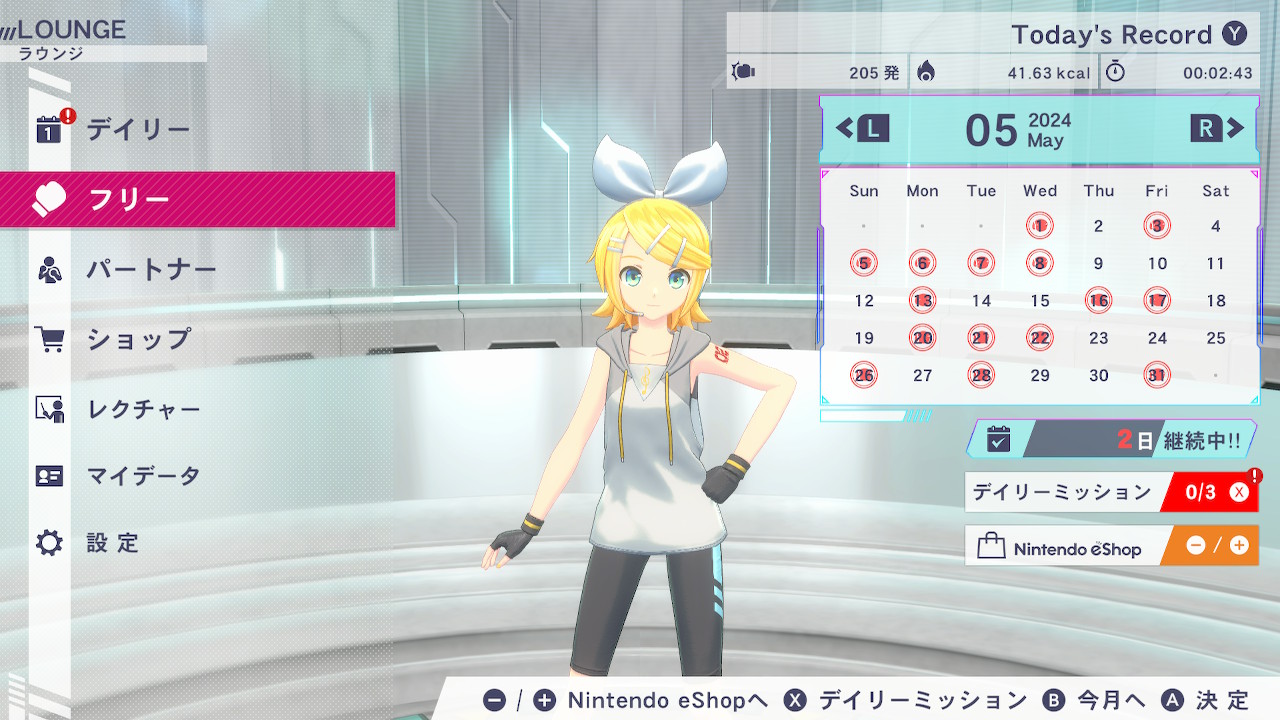 LOUNGE
ラウンジ
デイリー
フリー
パートナー
ショップ
レクチャー
マイデータ
設定
Today's Record Y
205 発 41.63 kcal 00:02:43
L 05 2024 May R
Sun Mon Tue Wed Thu Fri Sat
1 2 3 4
5 6 7 8 9 10 11
12 13 14 15 16 17 18
19 20 21 22 23 24 25
26 27 28 29 30 31
2日 継続中!!
デイリーミッション 0/3 X
Nintendo eShop － / ＋
－ / ＋ Nintendo eShopへ X デイリーミッション B 今月へ A 決定